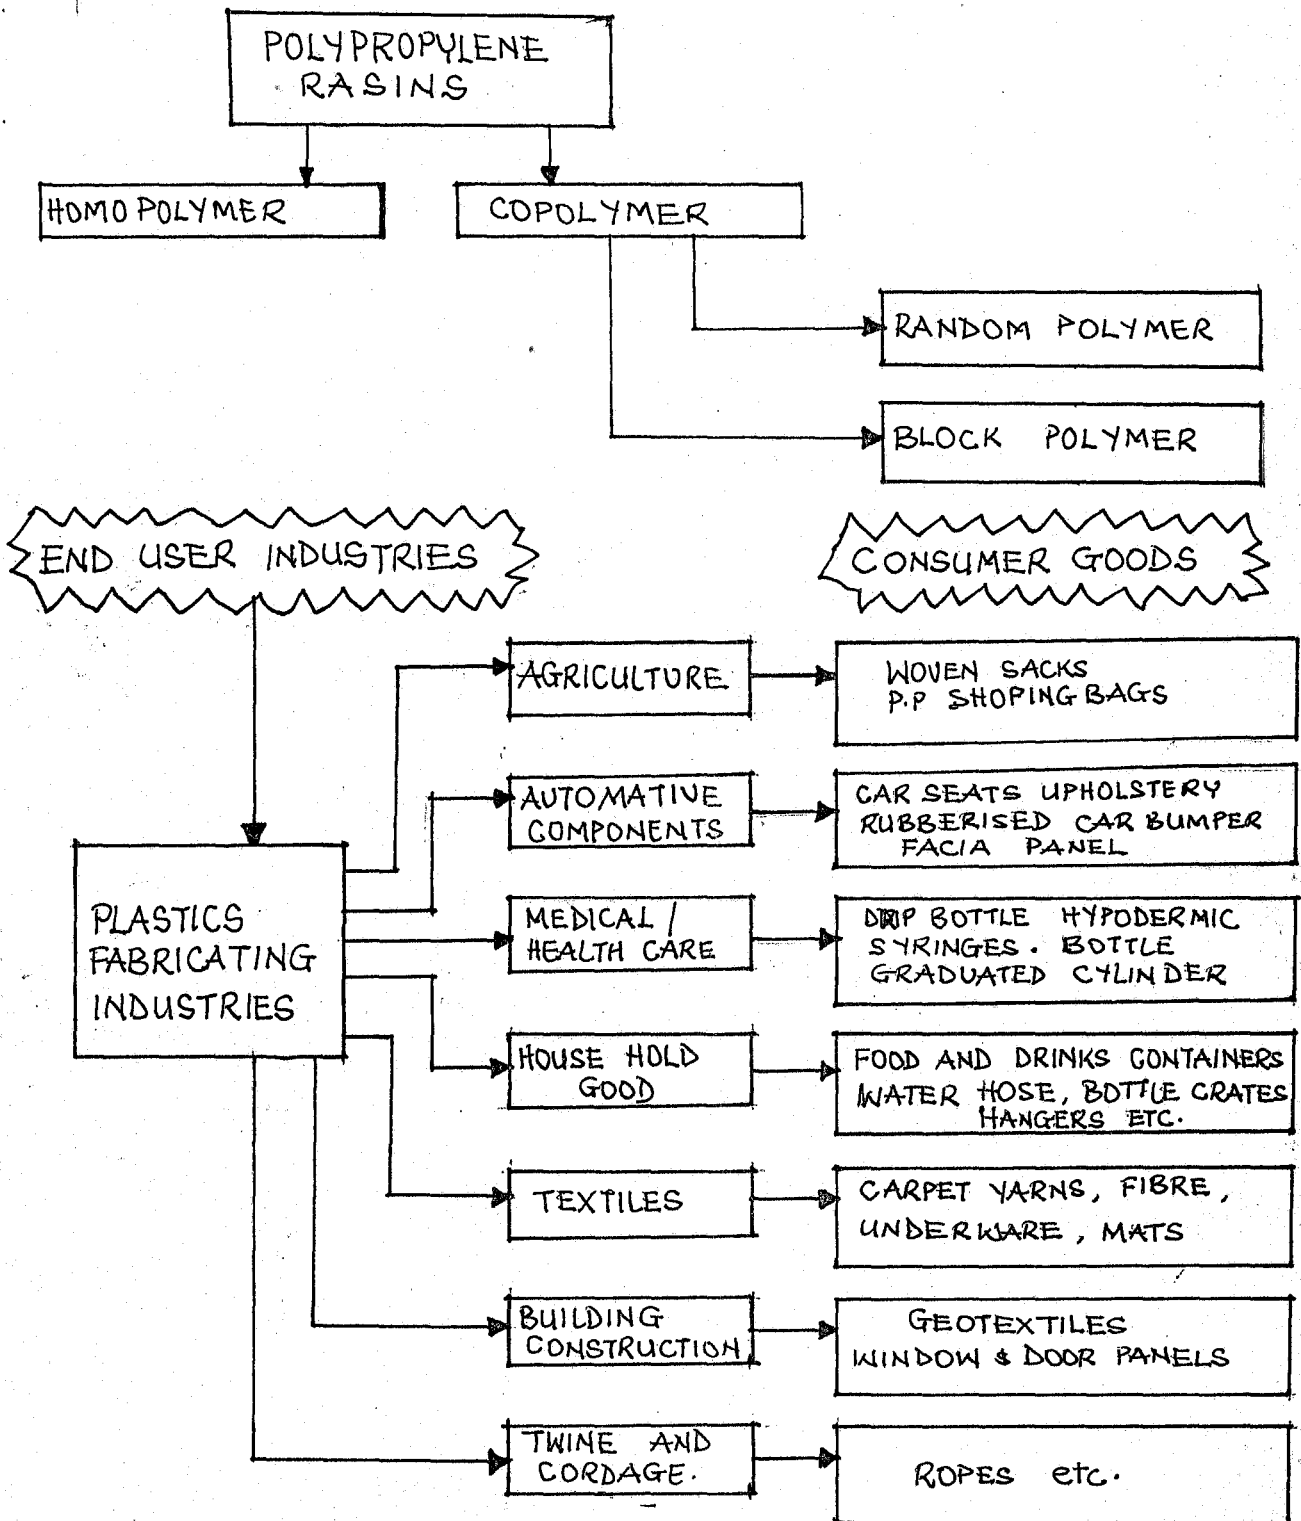 POLYPROPYLENE
RASINS
HOMO POLYMER
COPOLYMER
RANDOM POLYMER
BLOCK POLYMER
END USER INDUSTRIES
CONSUMER GOODS
PLASTICS
FABRICATING
INDUSTRIES
AGRICULTURE
WOVEN SACKS
P.P SHOPING BAGS
AUTOMATIVE
COMPONENTS
CAR SEATS UPHOLSTERY
RUBBERISED CAR BUMPER
FACIA PANEL
MEDICAL /
HEALTH CARE
DRIP BOTTLE HYPODERMIC
SYRINGES. BOTTLE
GRADUATED CYLINDER
HOUSE HOLD
GOOD
FOOD AND DRINKS CONTAINERS
WATER HOSE, BOTTLE CRATES
HANGERS ETC.
TEXTILES
CARPET YARNS, FIBRE,
UNDERWARE, MATS
BUILDING
CONSTRUCTION
GEOTEXTILES
WINDOW & DOOR PANELS
TWINE AND
CORDAGE.
ROPES etc.